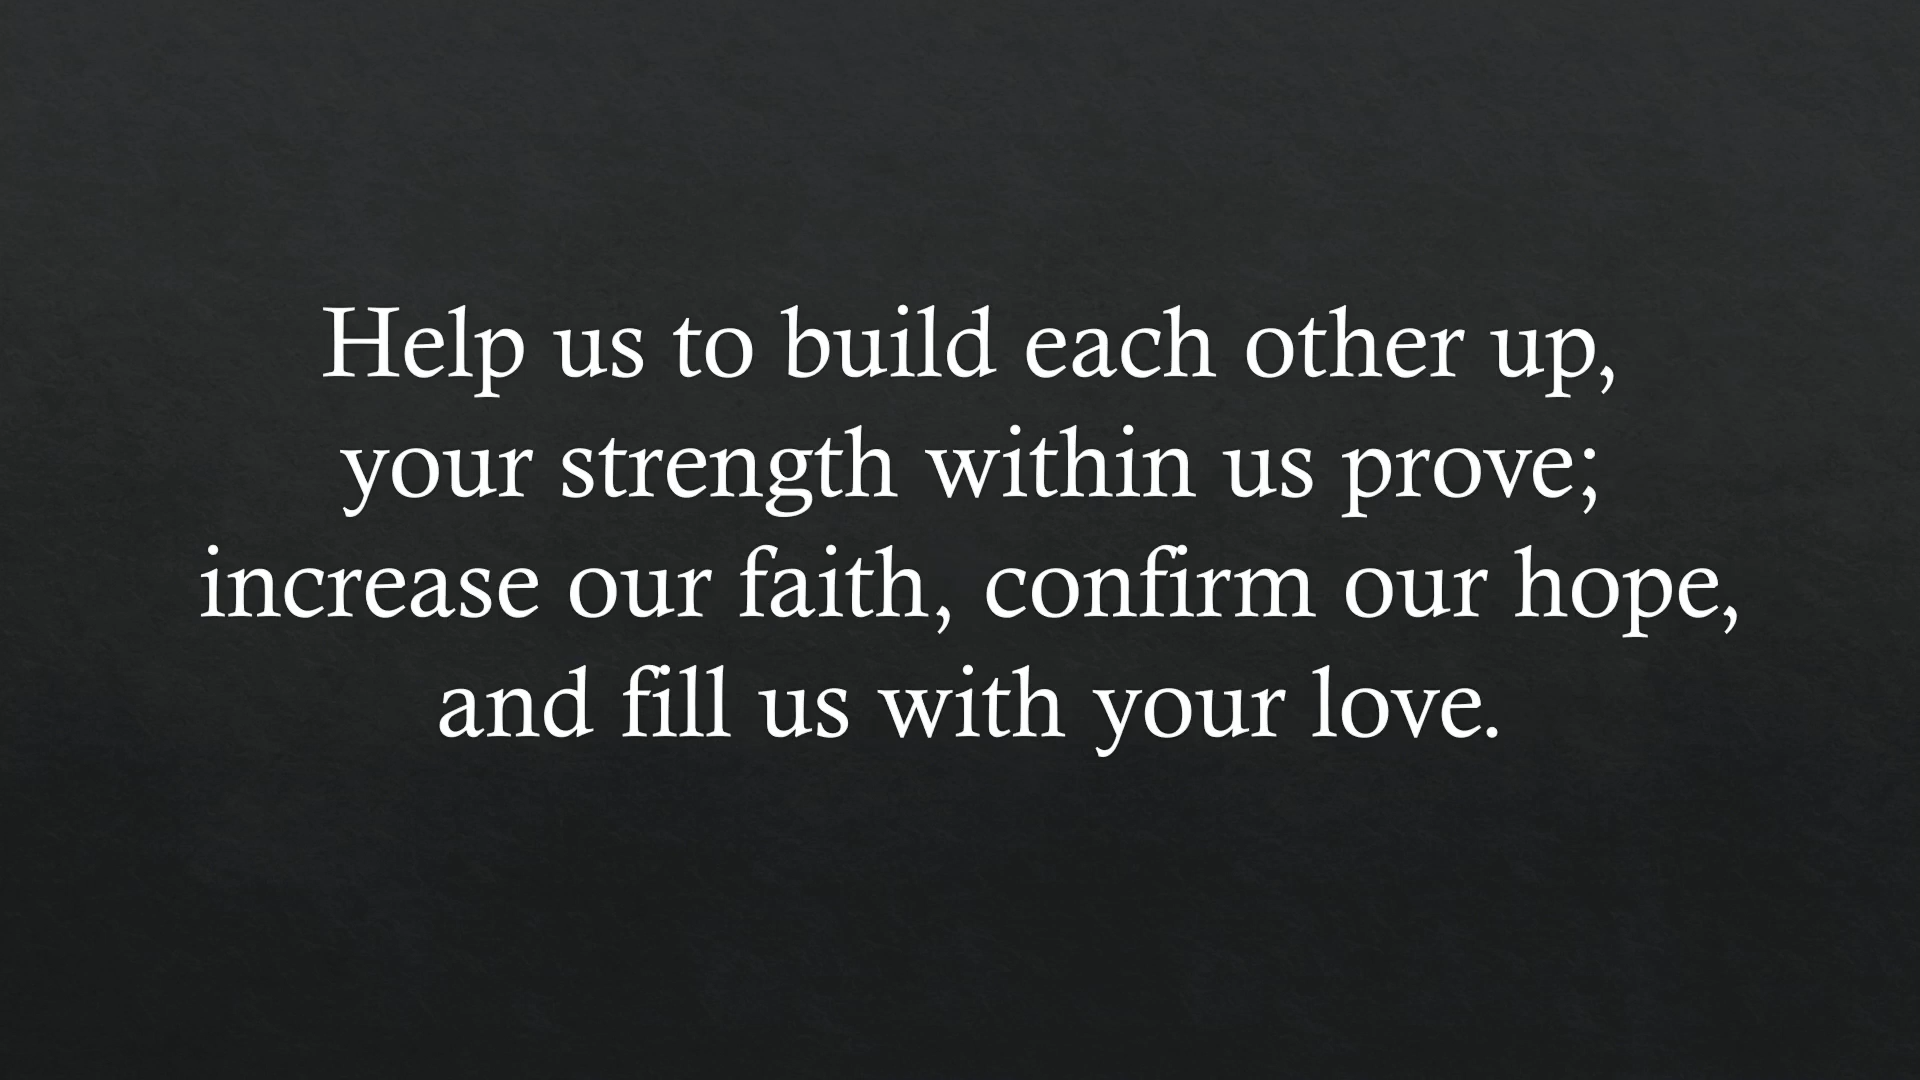 Help us to build each other up,
your strength within us prove;
increase our faith, confirm our hope,
and fill us with your love.